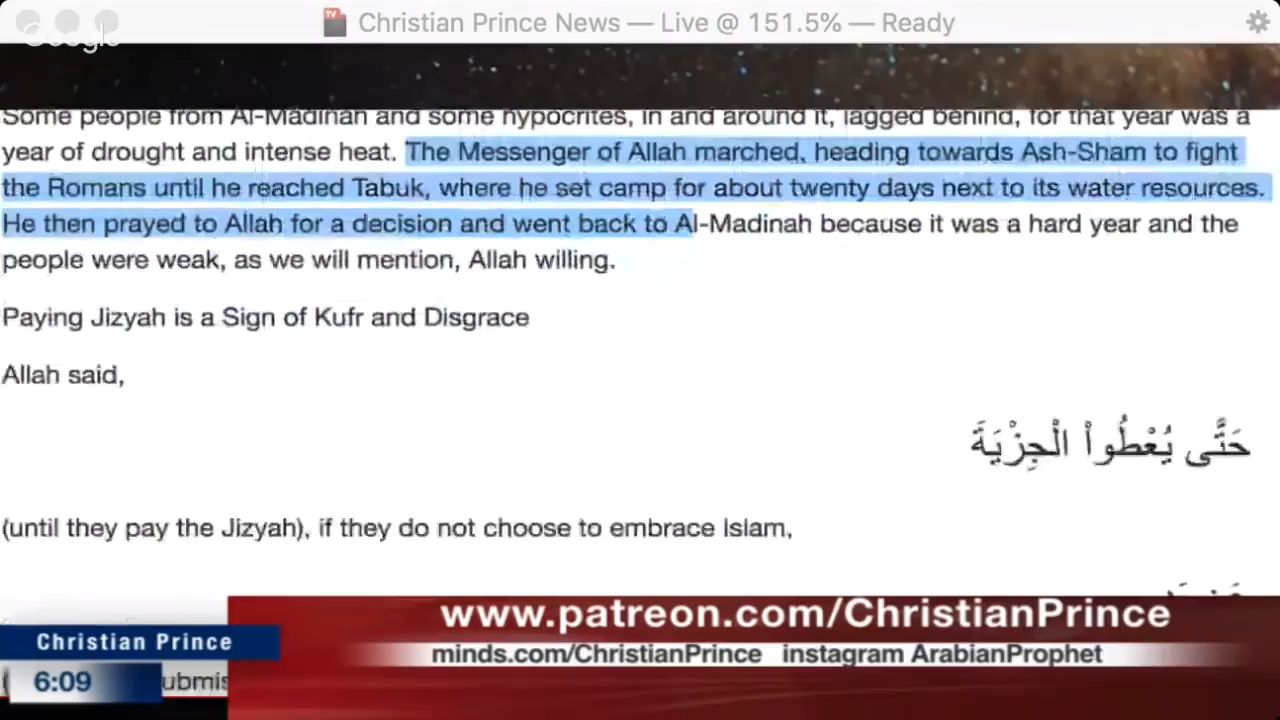 Christian Prince News — Live @ 151.5% — Ready
Google
Some people from Al-Madinah and some hypocrites, in and around it, lagged behind, for that year was a
year of drought and intense heat. The Messenger of Allah marched, heading towards Ash-Sham to fight
the Romans until he reached Tabuk, where he set camp for about twenty days next to its water resources.
He then prayed to Allah for a decision and went back to Al-Madinah because it was a hard year and the
people were weak, as we will mention, Allah willing.
Paying Jizyah is a Sign of Kufr and Disgrace
Allah said,
حَتَّى يُعْطُواْ الْجِزْيَةَ
(until they pay the Jizyah), if they do not choose to embrace Islam,
www.patreon.com/ChristianPrince
Christian Prince
minds.com/ChristianPrince instagram ArabianProphet
6:09